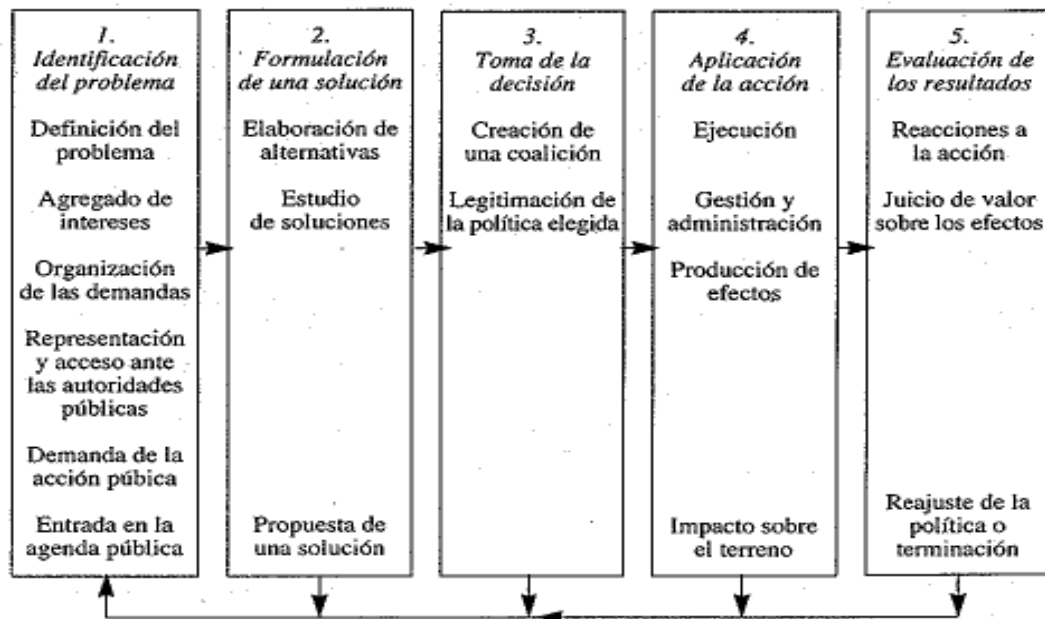 1.
Identificación
del problema
Definición del
problema
Agregado de
intereses
Organización
de las demandas
Representación
y acceso ante
las autoridades
públicas
Demanda de la
acción púbica
Entrada en la
agenda pública
2.
Formulación
de una solución
Elaboración de
alternativas
Estudio
de soluciones
Propuesta de
una solución
3.
Toma de la
decisión
Creación de
una coalición
Legitimación de
la política elegida
4.
Aplicación
de la acción
Ejecución
Gestión y
administración
Producción de
efectos
Impacto sobre
el terreno
5.
Evaluación de
los resultados
Reacciones a
la acción
Juicio de valor
sobre los efectos
Reajuste de la
política o
terminación